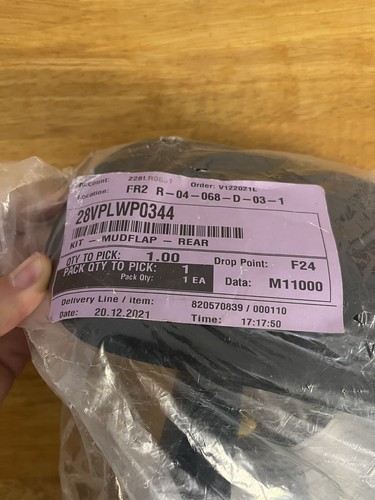 Account: Order: V122021L
Location: FR2 R-04-068-D-03-1
28VPLWP0344
KIT - MUDFLAP - REAR
QTY TO PICK: 1.00 Drop Point: F24
PACK QTY TO PICK: 1
Pack Qty: 1 EA Data: M11000
Delivery Line / item: 820570839 / 000110
Date: 20.12.2021 Time: 17:17:50